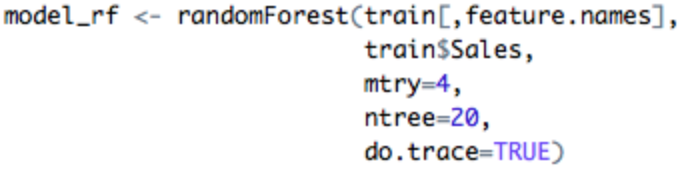 model_rf <- randomForest(train[,feature.names],
train$Sales,
mtry=4,
ntree=20,
do.trace=TRUE)